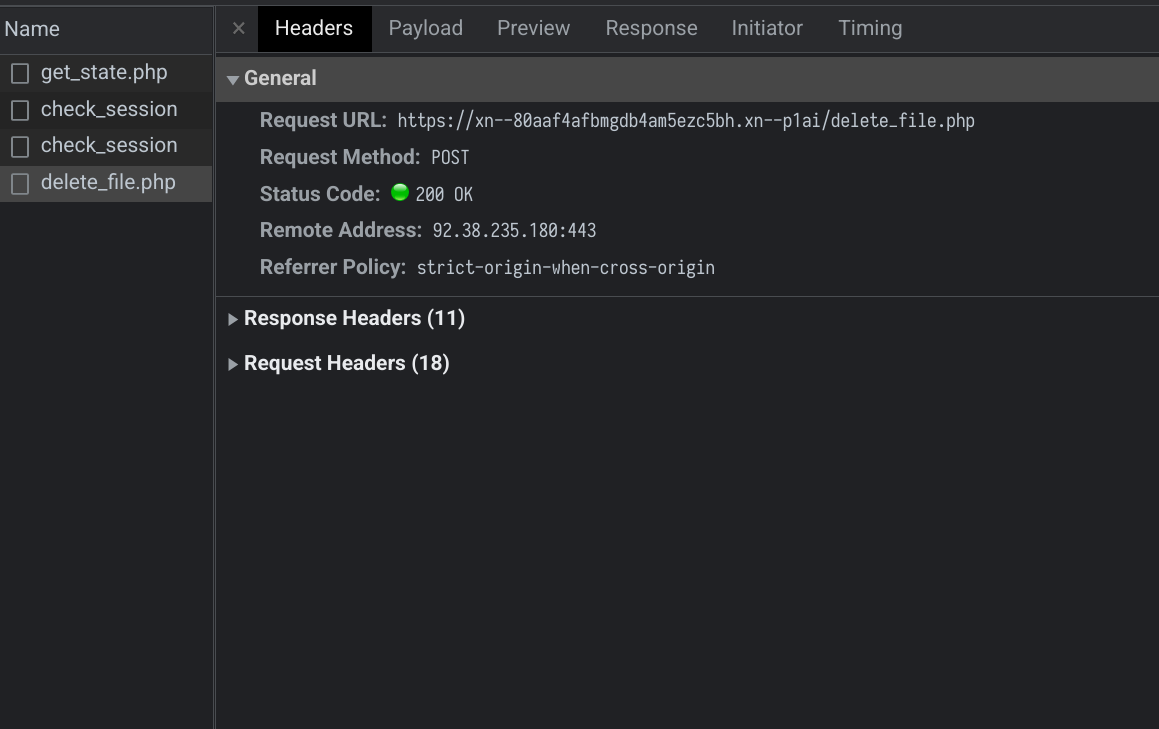 Name
get_state.php
check_session
check_session
delete_file.php
× Headers Payload Preview Response Initiator Timing
General
Request URL: https://xn--80aaf4afbmgdb4am5ezc5bh.xn--p1ai/delete_file.php
Request Method: POST
Status Code: 200 OK
Remote Address: 92.38.235.180:443
Referrer Policy: strict-origin-when-cross-origin
Response Headers (11)
Request Headers (18)